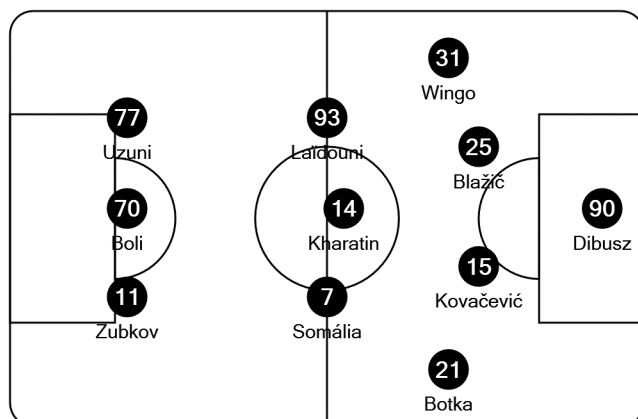 31
Wingo
77
Uzuni
93
Laïdouni
25
Blažič
70
Boli
14
Kharatin
90
Dibusz
15
Kovačević
11
Zubkov
7
Somália
21
Botka